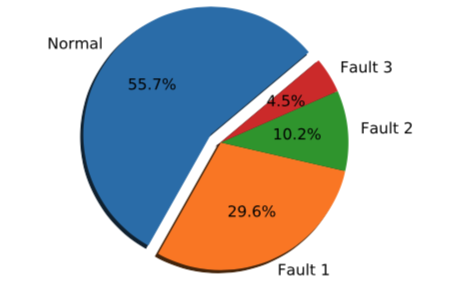 Normal
55.7%
Fault 3
4.5%
Fault 2
10.2%
29.6%
Fault 1